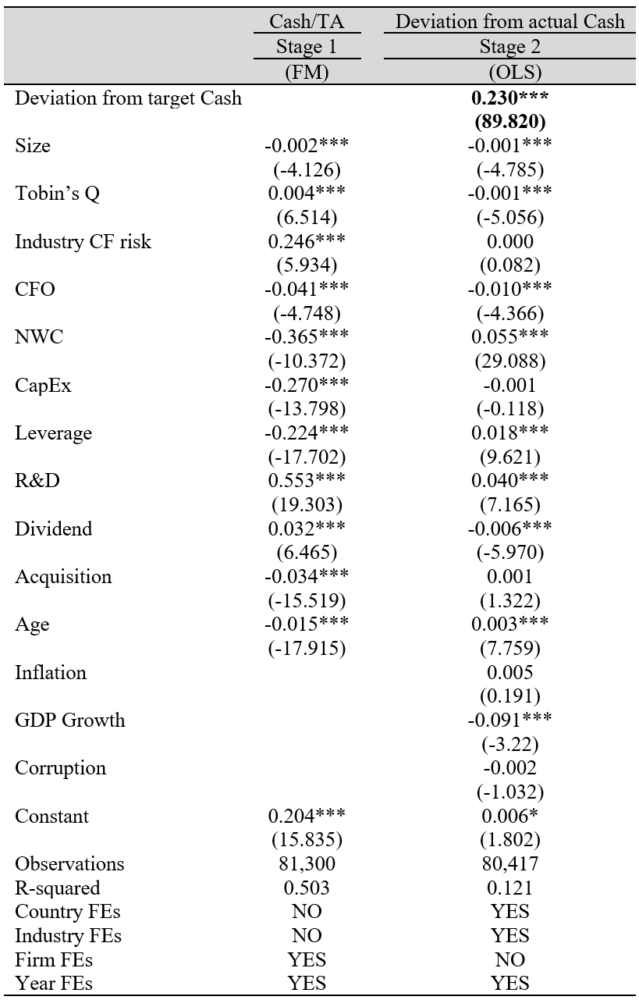 Cash/TA Deviation from actual Cash
Stage 1 Stage 2
(FM) (OLS)
Deviation from target Cash 0.230***
(89.820)
Size -0.002*** -0.001***
(-4.126) (-4.785)
Tobin’s Q 0.004*** -0.001***
(6.514) (-5.056)
Industry CF risk 0.246*** 0.000
(5.934) (0.082)
CFO -0.041*** -0.010***
(-4.748) (-4.366)
NWC -0.365*** 0.055***
(-10.372) (29.088)
CapEx -0.270*** -0.001
(-13.798) (-0.118)
Leverage -0.224*** 0.018***
(-17.702) (9.621)
R&D 0.553*** 0.040***
(19.303) (7.165)
Dividend 0.032*** -0.006***
(6.465) (-5.970)
Acquisition -0.034*** 0.001
(-15.519) (1.322)
Age -0.015*** 0.003***
(-17.915) (7.759)
Inflation 0.005
(0.191)
GDP Growth -0.091***
(-3.22)
Corruption -0.002
(-1.032)
Constant 0.204*** 0.006*
(15.835) (1.802)
Observations 81,300 80,417
R-squared 0.503 0.121
Country FEs NO YES
Industry FEs NO YES
Firm FEs YES NO
Year FEs YES YES